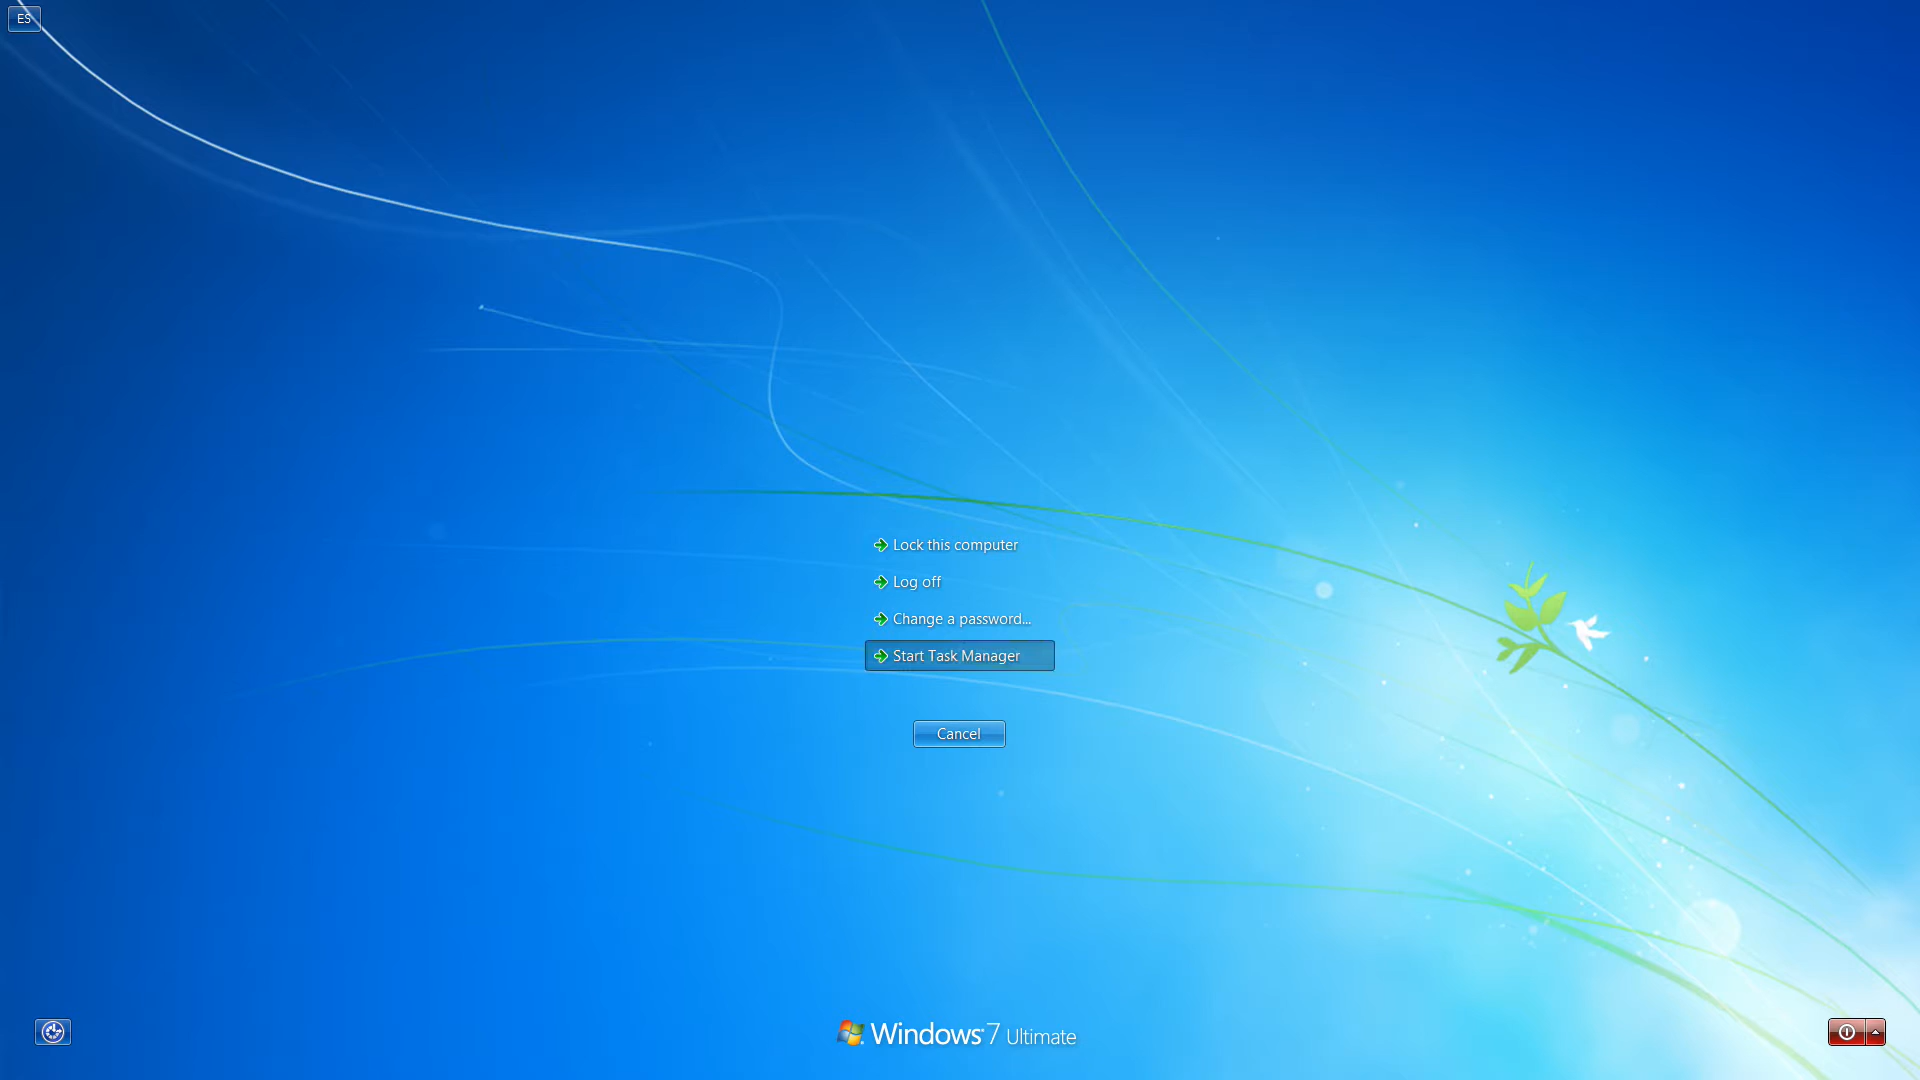 ES
Lock this computer
Log off
Change a password...
Start Task Manager
Cancel
Windows 7 Ultimate